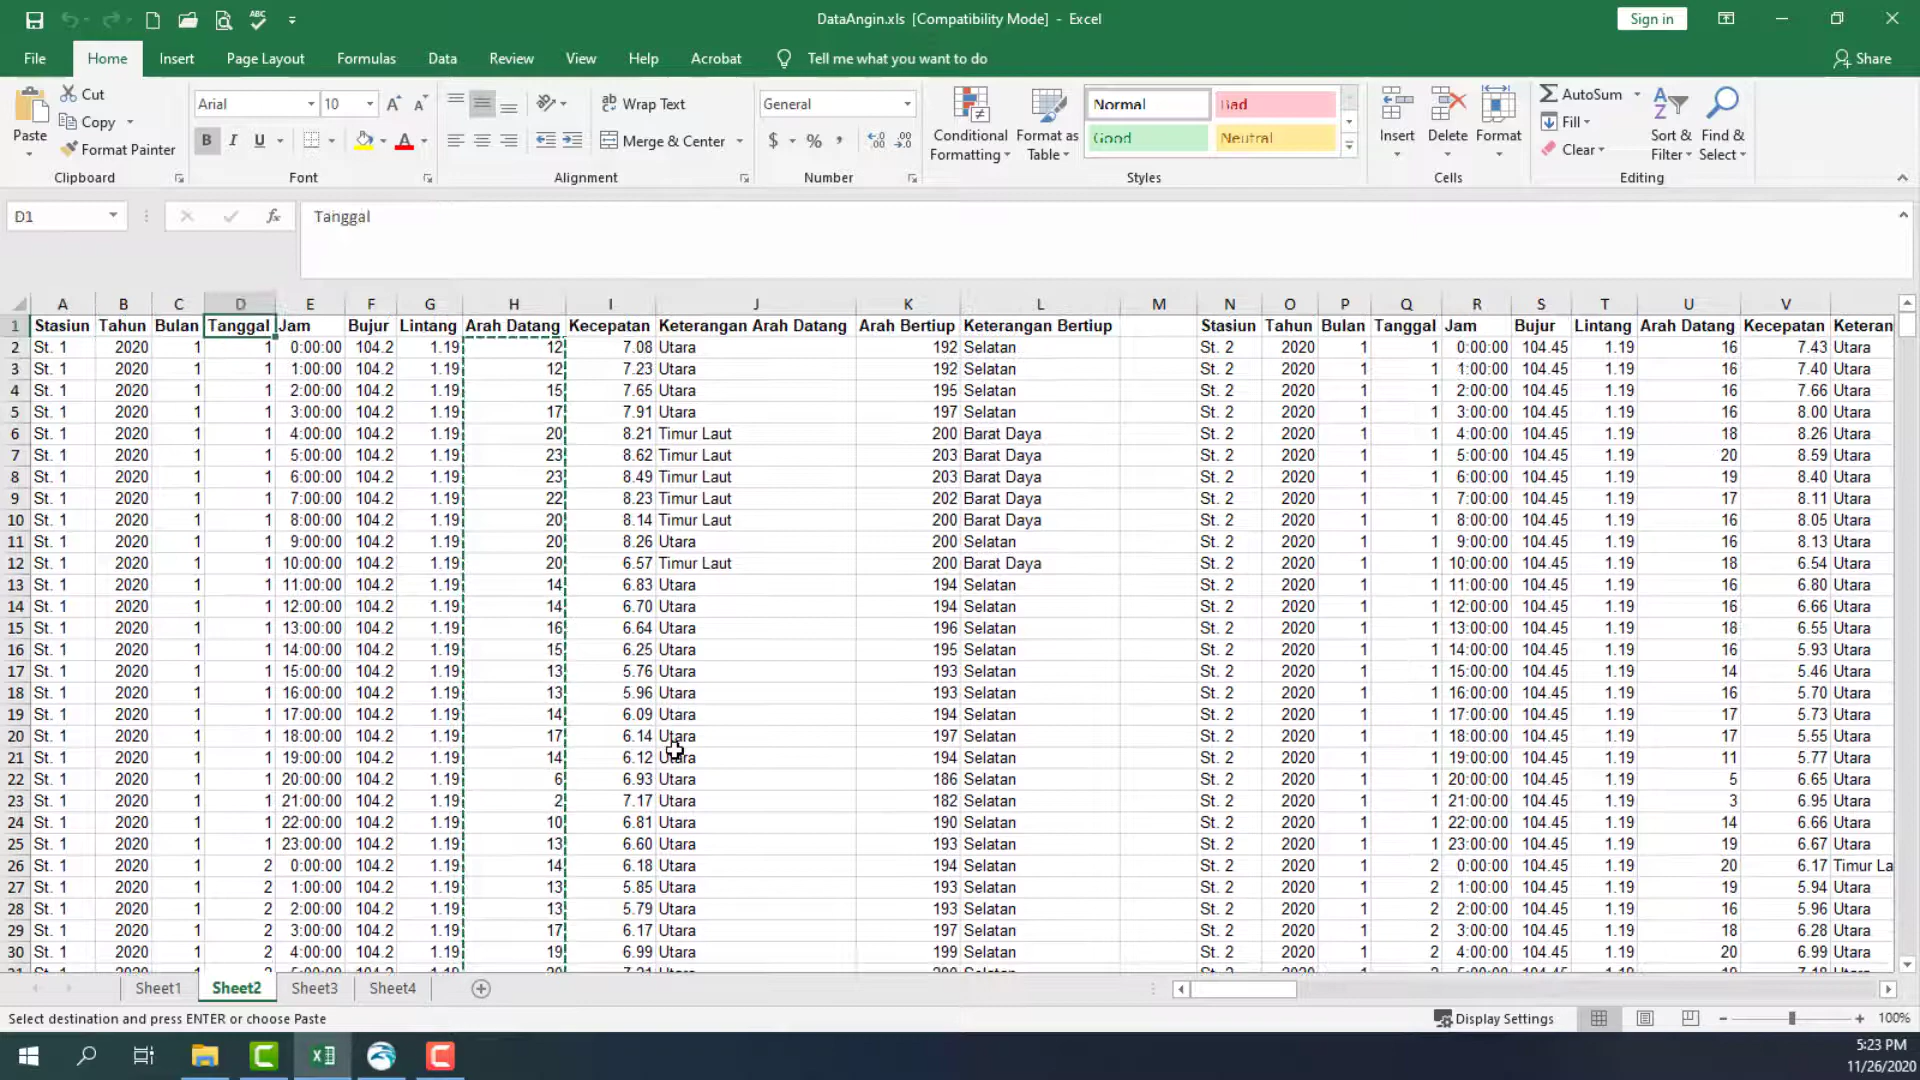 DataAngin.xls [Compatibility Mode] - Excel
Sign in
File Home Insert Page Layout Formulas Data Review View Help Acrobat Tell me what you want to do Share
Paste Cut Copy Format Painter Clipboard
Arial 10 Font
Wrap Text Merge & Center Alignment
General Number
Conditional Formatting Format as Table
Normal Bad Good Neutral Styles
Insert Delete Format Cells
AutoSum Fill Clear Sort & Filter Find & Select Editing
D1 Tanggal
A B C D E F G H I J K L M N O P Q R S T U V
1 Stasiun Tahun Bulan Tanggal Jam Bujur Lintang Arah Datang Kecepatan Keterangan Arah Datang Arah Bertiup Keterangan Bertiup Stasiun Tahun Bulan Tanggal Jam Bujur Lintang Arah Datang Kecepatan Keteran
2 St. 1 2020 1 1 0:00:00 104.2 1.19 12 7.08 Utara 192 Selatan St. 2 2020 1 1 0:00:00 104.45 1.19 16 7.43 Utara
3 St. 1 2020 1 1 1:00:00 104.2 1.19 12 7.23 Utara 192 Selatan St. 2 2020 1 1 1:00:00 104.45 1.19 16 7.40 Utara
4 St. 1 2020 1 1 2:00:00 104.2 1.19 15 7.65 Utara 195 Selatan St. 2 2020 1 1 2:00:00 104.45 1.19 16 7.66 Utara
5 St. 1 2020 1 1 3:00:00 104.2 1.19 17 7.91 Utara 197 Selatan St. 2 2020 1 1 3:00:00 104.45 1.19 16 8.00 Utara
6 St. 1 2020 1 1 4:00:00 104.2 1.19 20 8.21 Timur Laut 200 Barat Daya St. 2 2020 1 1 4:00:00 104.45 1.19 18 8.26 Utara
7 St. 1 2020 1 1 5:00:00 104.2 1.19 23 8.62 Timur Laut 203 Barat Daya St. 2 2020 1 1 5:00:00 104.45 1.19 20 8.59 Utara
8 St. 1 2020 1 1 6:00:00 104.2 1.19 23 8.49 Timur Laut 203 Barat Daya St. 2 2020 1 1 6:00:00 104.45 1.19 19 8.40 Utara
9 St. 1 2020 1 1 7:00:00 104.2 1.19 22 8.23 Timur Laut 202 Barat Daya St. 2 2020 1 1 7:00:00 104.45 1.19 17 8.11 Utara
10 St. 1 2020 1 1 8:00:00 104.2 1.19 20 8.14 Timur Laut 200 Barat Daya St. 2 2020 1 1 8:00:00 104.45 1.19 16 8.05 Utara
11 St. 1 2020 1 1 9:00:00 104.2 1.19 20 8.26 Utara 200 Selatan St. 2 2020 1 1 9:00:00 104.45 1.19 16 8.13 Utara
12 St. 1 2020 1 1 10:00:00 104.2 1.19 20 6.57 Timur Laut 200 Barat Daya St. 2 2020 1 1 10:00:00 104.45 1.19 18 6.54 Utara
13 St. 1 2020 1 1 11:00:00 104.2 1.19 14 6.83 Utara 194 Selatan St. 2 2020 1 1 11:00:00 104.45 1.19 16 6.80 Utara
14 St. 1 2020 1 1 12:00:00 104.2 1.19 14 6.70 Utara 194 Selatan St. 2 2020 1 1 12:00:00 104.45 1.19 16 6.66 Utara
15 St. 1 2020 1 1 13:00:00 104.2 1.19 16 6.64 Utara 196 Selatan St. 2 2020 1 1 13:00:00 104.45 1.19 18 6.55 Utara
16 St. 1 2020 1 1 14:00:00 104.2 1.19 15 6.25 Utara 195 Selatan St. 2 2020 1 1 14:00:00 104.45 1.19 16 5.93 Utara
17 St. 1 2020 1 1 15:00:00 104.2 1.19 13 5.76 Utara 193 Selatan St. 2 2020 1 1 15:00:00 104.45 1.19 14 5.46 Utara
18 St. 1 2020 1 1 16:00:00 104.2 1.19 13 5.96 Utara 193 Selatan St. 2 2020 1 1 16:00:00 104.45 1.19 16 5.70 Utara
19 St. 1 2020 1 1 17:00:00 104.2 1.19 14 6.09 Utara 194 Selatan St. 2 2020 1 1 17:00:00 104.45 1.19 17 5.73 Utara
20 St. 1 2020 1 1 18:00:00 104.2 1.19 17 6.14 Utara 197 Selatan St. 2 2020 1 1 18:00:00 104.45 1.19 17 5.55 Utara
21 St. 1 2020 1 1 19:00:00 104.2 1.19 14 6.12 Utara 194 Selatan St. 2 2020 1 1 19:00:00 104.45 1.19 11 5.77 Utara
22 St. 1 2020 1 1 20:00:00 104.2 1.19 6 6.93 Utara 186 Selatan St. 2 2020 1 1 20:00:00 104.45 1.19 5 6.65 Utara
23 St. 1 2020 1 1 21:00:00 104.2 1.19 2 7.17 Utara 182 Selatan St. 2 2020 1 1 21:00:00 104.45 1.19 3 6.95 Utara
24 St. 1 2020 1 1 22:00:00 104.2 1.19 10 6.81 Utara 190 Selatan St. 2 2020 1 1 22:00:00 104.45 1.19 14 6.66 Utara
25 St. 1 2020 1 1 23:00:00 104.2 1.19 13 6.60 Utara 193 Selatan St. 2 2020 1 1 23:00:00 104.45 1.19 19 6.67 Utara
26 St. 1 2020 1 2 0:00:00 104.2 1.19 14 6.18 Utara 194 Selatan St. 2 2020 1 2 0:00:00 104.45 1.19 20 6.17 Timur La
27 St. 1 2020 1 2 1:00:00 104.2 1.19 13 5.85 Utara 193 Selatan St. 2 2020 1 2 1:00:00 104.45 1.19 19 5.94 Utara
28 St. 1 2020 1 2 2:00:00 104.2 1.19 13 5.79 Utara 193 Selatan St. 2 2020 1 2 2:00:00 104.45 1.19 16 5.96 Utara
29 St. 1 2020 1 2 3:00:00 104.2 1.19 17 6.17 Utara 197 Selatan St. 2 2020 1 2 3:00:00 104.45 1.19 18 6.28 Utara
30 St. 1 2020 1 2 4:00:00 104.2 1.19 19 6.99 Utara 199 Selatan St. 2 2020 1 2 4:00:00 104.45 1.19 20 6.99 Utara
Sheet1 Sheet2 Sheet3 Sheet4
Select destination and press ENTER or choose Paste Display Settings 100%
5:23 PM
11/26/2020